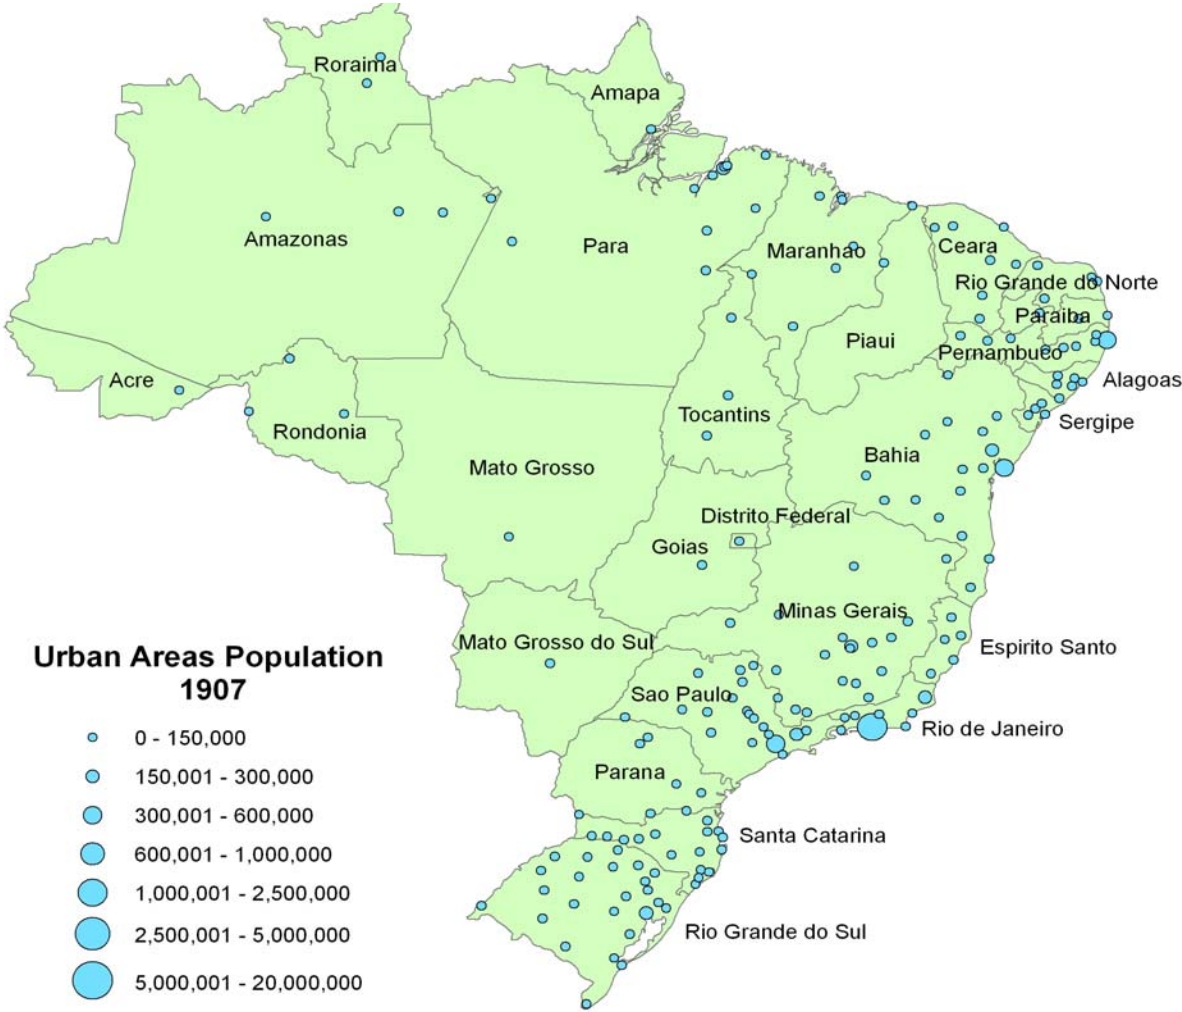 Roraima
Amapa
Amazonas
Para
Maranhao
Ceara
Rio Grande do Norte
Paraiba
Piaui
Pernambuco
Acre
Alagoas
Tocantins
Sergipe
Rondonia
Bahia
Mato Grosso
Distrito Federal
Goias
Minas Gerais
Mato Grosso do Sul
Espirito Santo
Urban Areas Population
1907
Sao Paulo
Rio de Janeiro
0 - 150,000
150,001 - 300,000
Parana
300,001 - 600,000
Santa Catarina
600,001 - 1,000,000
1,000,001 - 2,500,000
Rio Grande do Sul
2,500,001 - 5,000,000
5,000,001 - 20,000,000